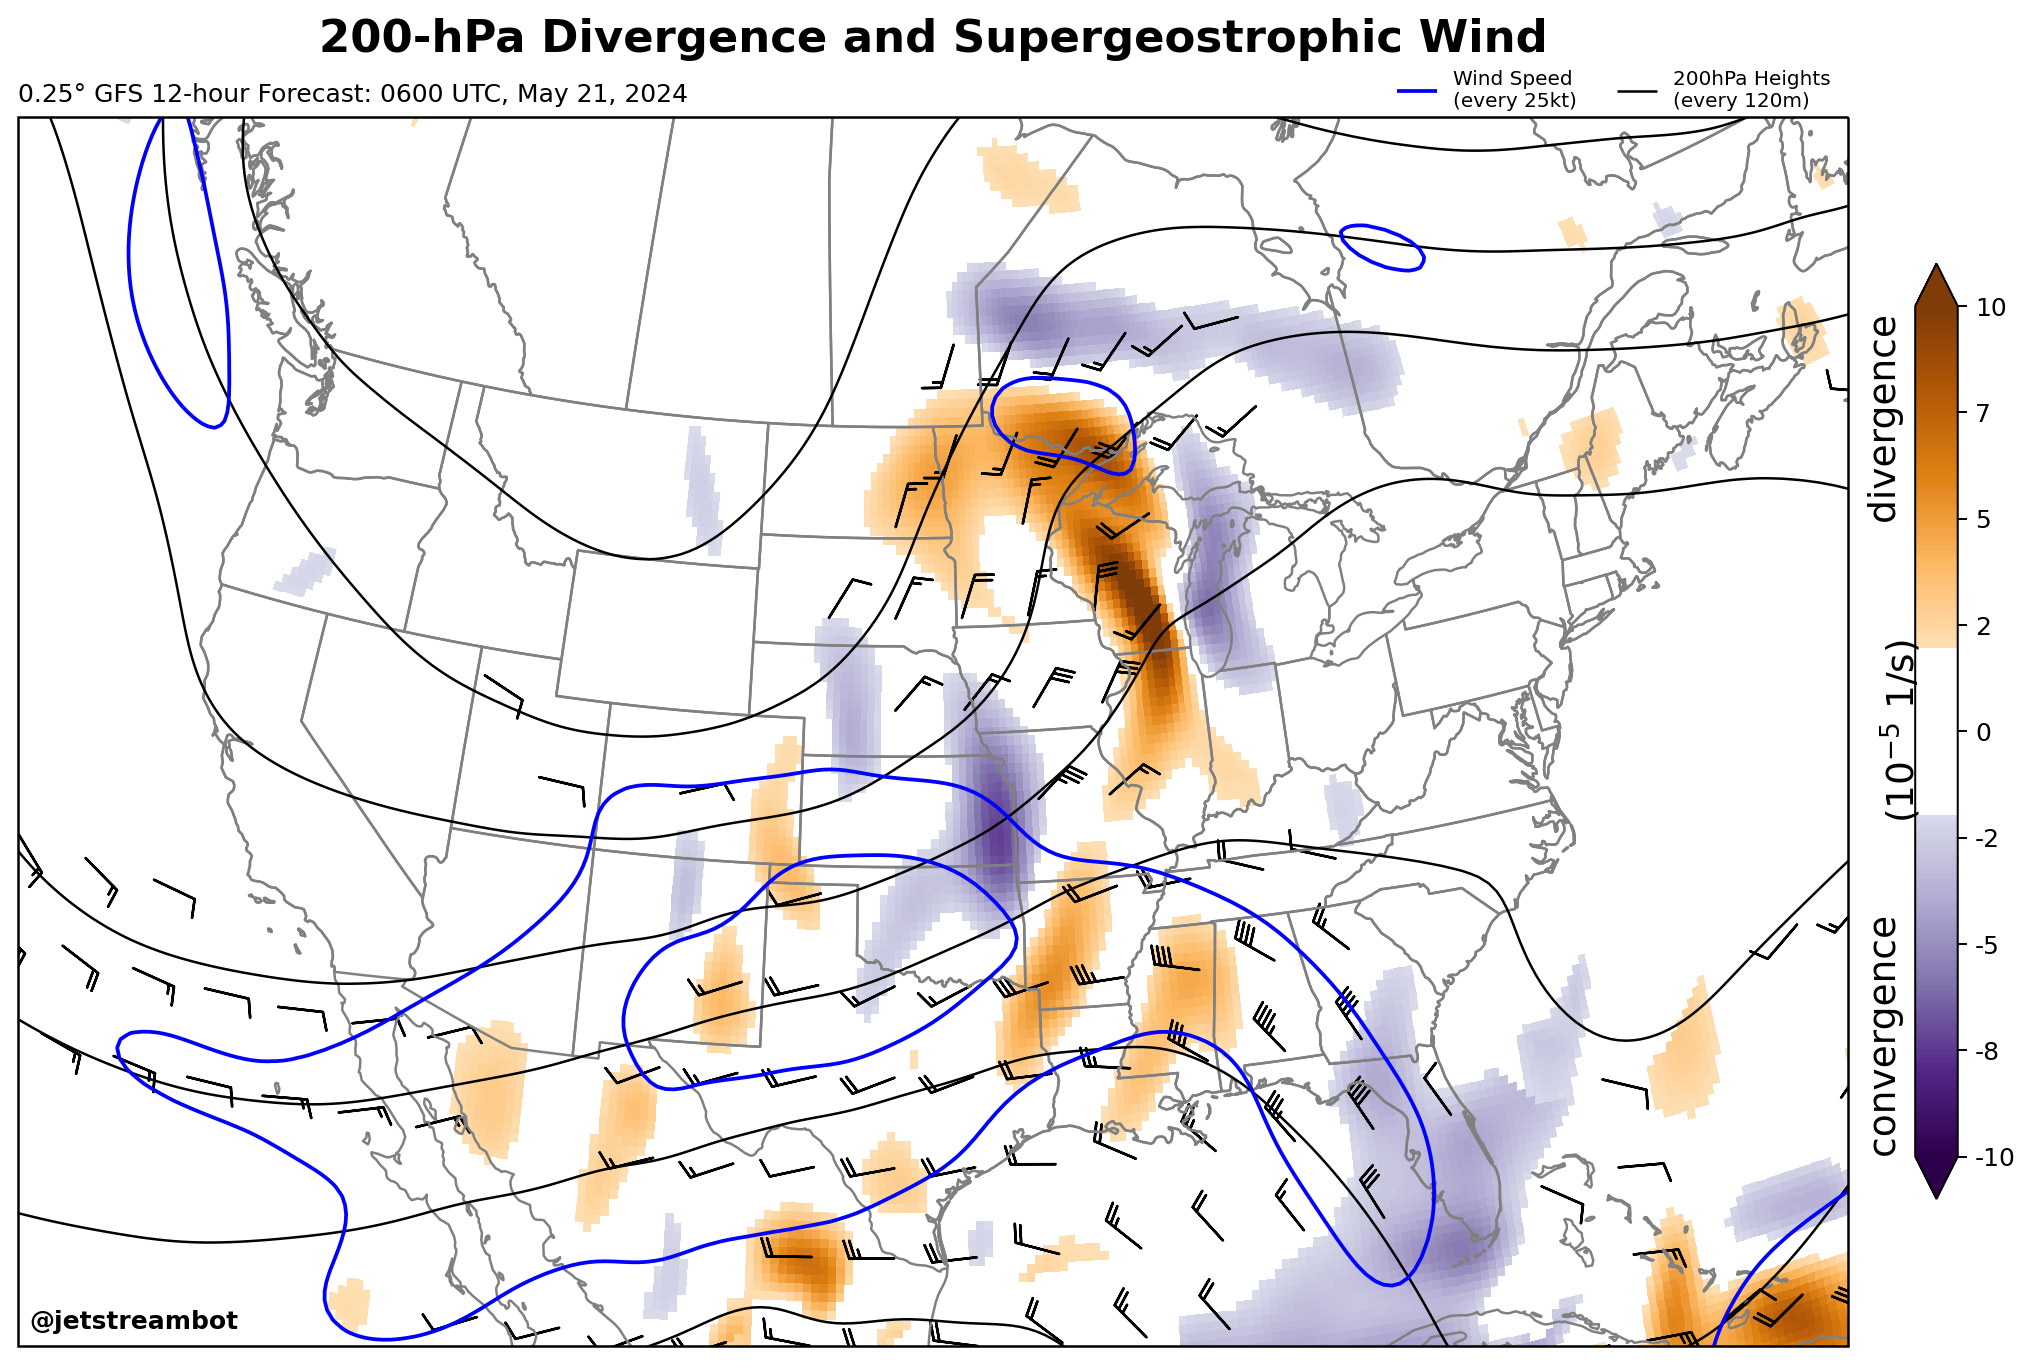 200-hPa Divergence and Supergeostrophic Wind
0.25° GFS 12-hour Forecast: 0600 UTC, May 21, 2024
Wind Speed
(every 25kt)
200hPa Heights
(every 120m)
10
7
5
2
0
-2
-5
-8
-10
divergence
(10⁻⁵ 1/s)
convergence
@jetstreambot